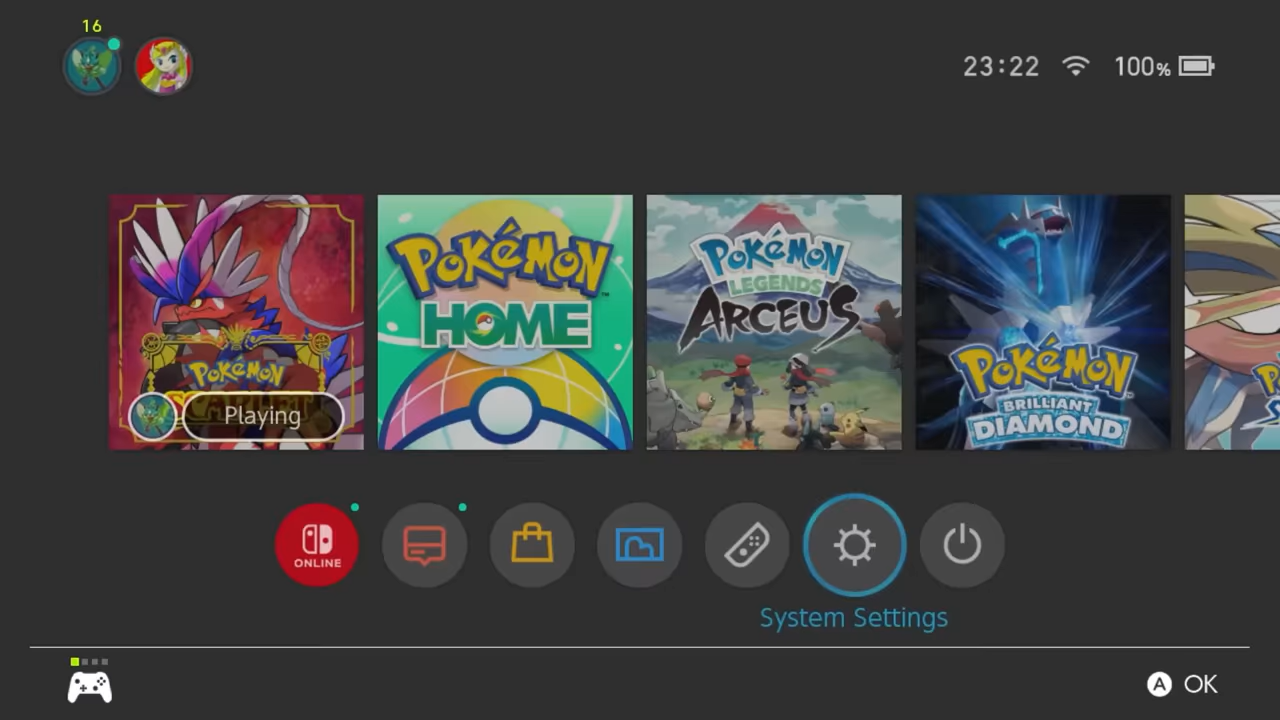 16
23:22
100%
POKÉMON
Playing
POKÉMON
HOME
POKÉMON
LEGENDS
ARCEUS
POKÉMON
BRILLIANT
DIAMOND
ONLINE
System Settings
A OK